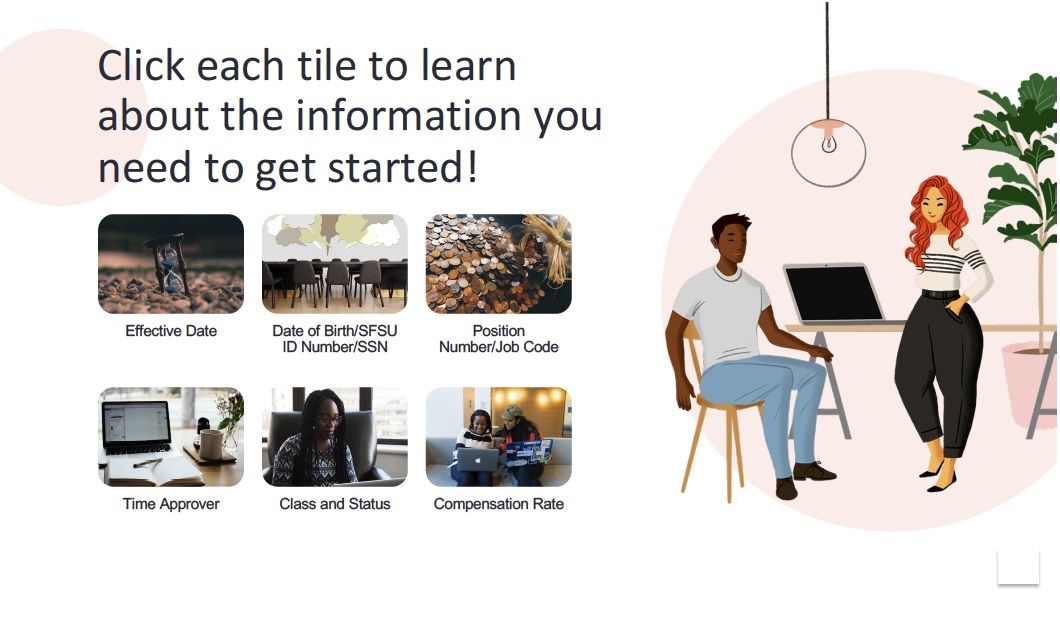 Click each tile to learn
about the information you
need to get started!
Effective Date
Date of Birth/SFSU
ID Number/SSN
Position
Number/Job Code
Time Approver
Class and Status
Compensation Rate